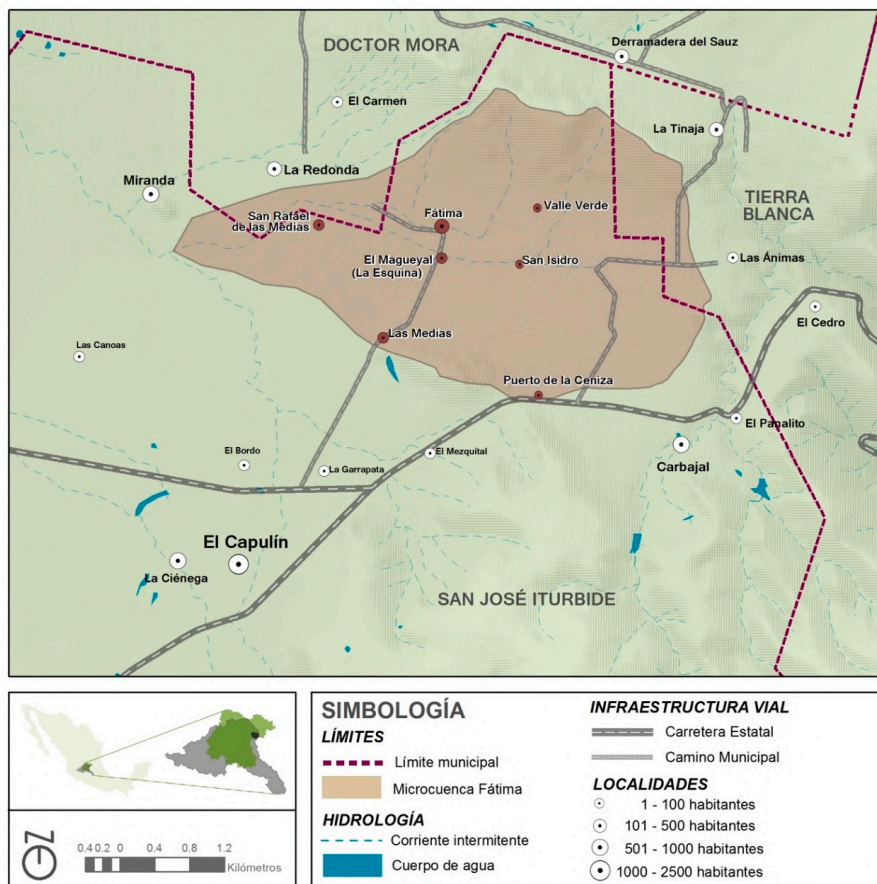 DOCTOR MORA
Derramadera del Sauz
El Carmen
La Tinaja
La Redonda
Miranda
TIERRA
BLANCA
San Rafael
de las Medias
Fátima
Valle Verde
El Magueyal
(La Esquina)
San Isidro
Las Ánimas
El Cedro
Las Medias
Las Canoas
Puerto de la Ceniza
El Panalito
El Bordo
El Mezquital
La Garrapata
Carbajal
El Capulín
La Ciénega
SAN JOSÉ ITURBIDE
N
0.4 0.2 0 0.4 0.8 1.2
Kilómetros
SIMBOLOGÍA
LÍMITES
Límite municipal
Microcuenca Fátima
HIDROLOGÍA
Corriente intermitente
Cuerpo de agua
INFRAESTRUCTURA VIAL
Carretera Estatal
Camino Municipal
LOCALIDADES
1 - 100 habitantes
101 - 500 habitantes
501 - 1000 habitantes
1000 - 2500 habitantes